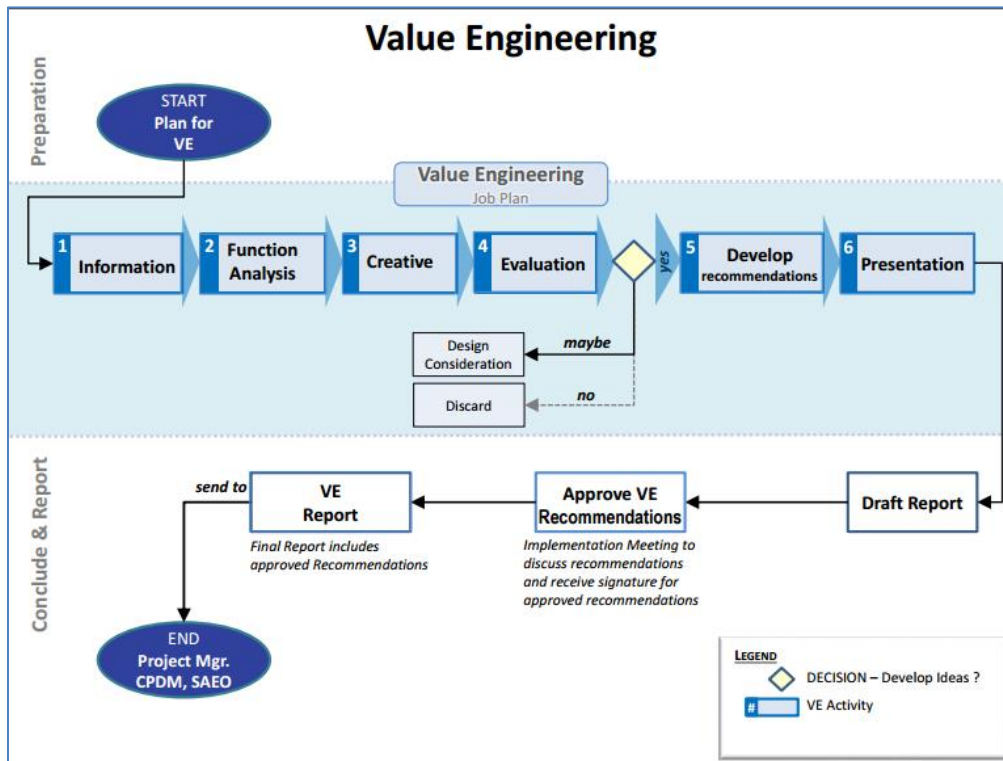 Value Engineering
Preparation
START
Plan for
VE
Value Engineering
Job Plan
1
Information
2
Function
Analysis
3
Creative
4
Evaluation
yes
5
Develop
recommendations
6
Presentation
maybe
Design
Consideration
no
Discard
Conclude & Report
send to
VE
Report
Final Report includes
approved Recommendations
Approve VE
Recommendations
Implementation Meeting to
discuss recommendations
and receive signature for
approved recommendations
Draft Report
END
Project Mgr.
CPDM, SAEO
LEGEND
DECISION – Develop Ideas ?
#
VE Activity